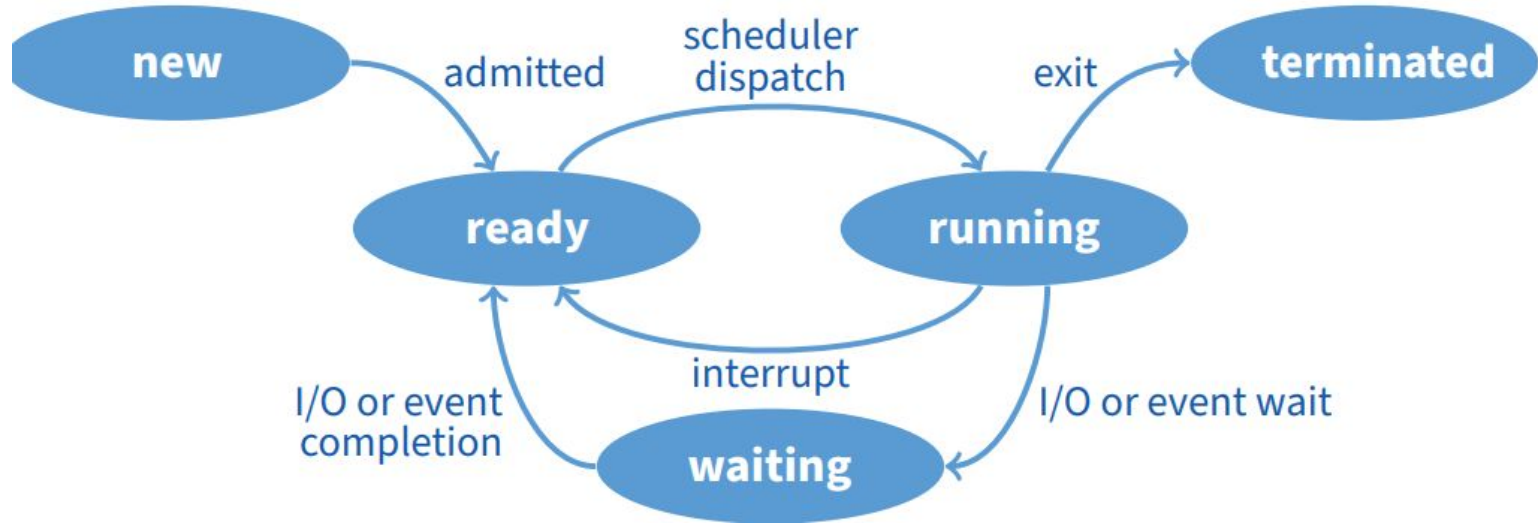 new
admitted
scheduler
dispatch
exit
terminated
ready
running
interrupt
I/O or event
completion
I/O or event wait
waiting